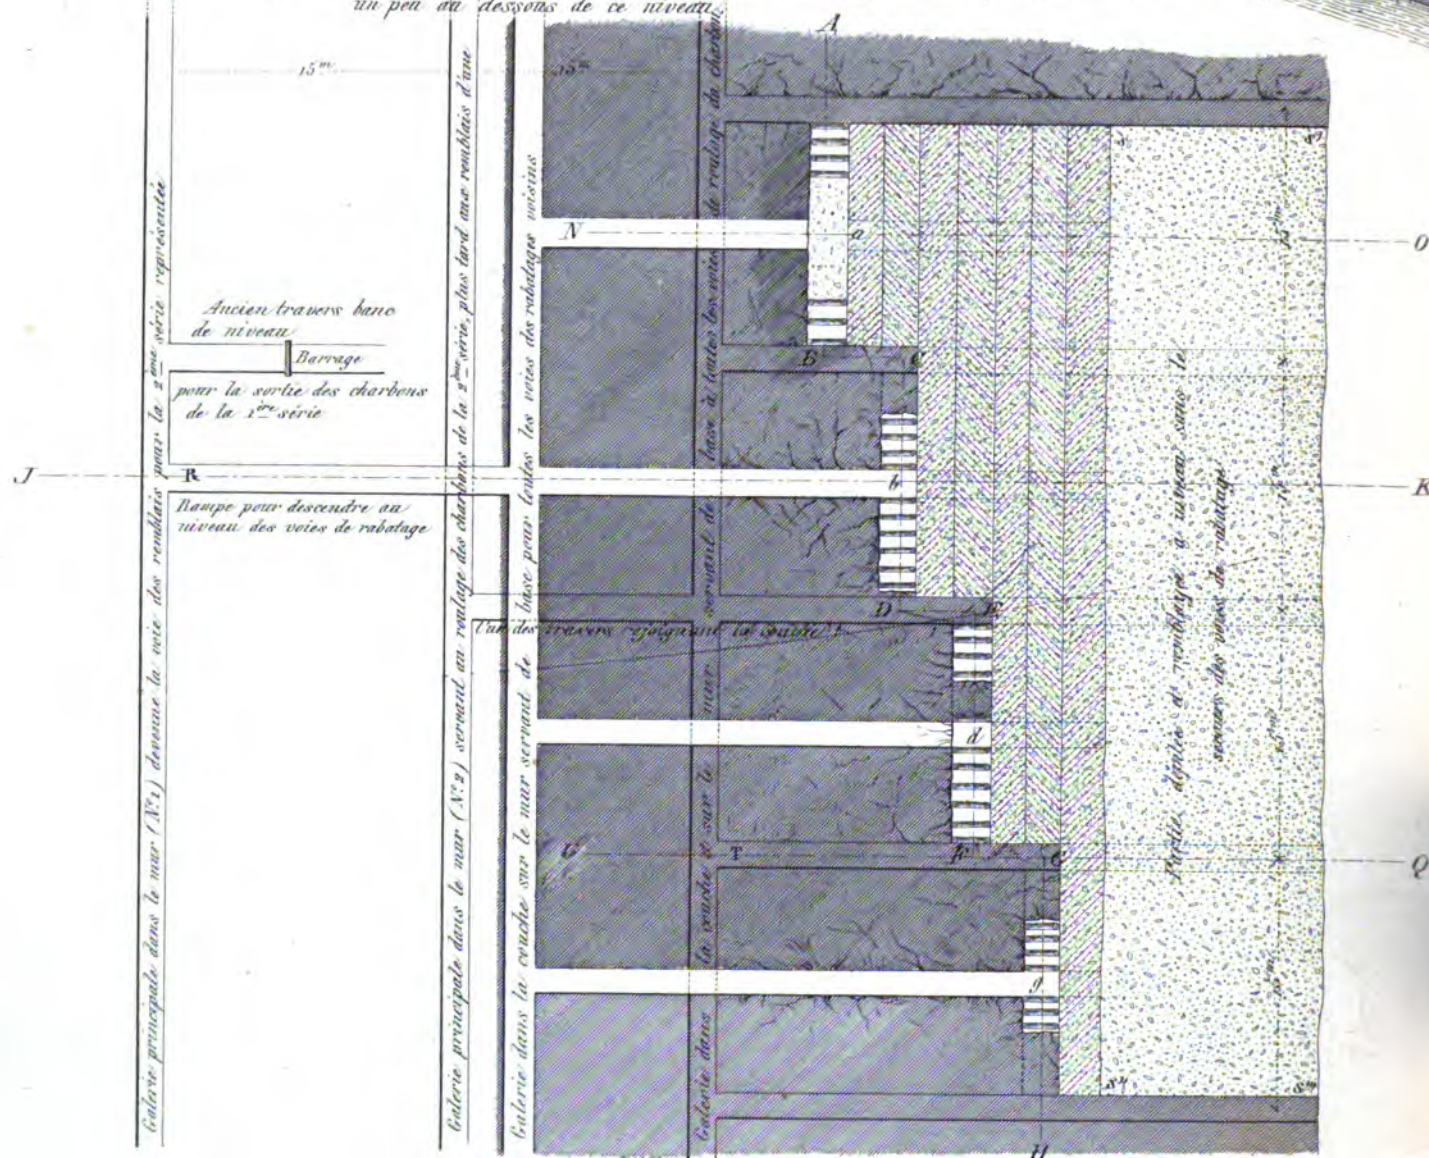 un peu au dessous de ce niveau.
A
15.m
15.m
Galerie principale dans le mur (N°1) devenue la voie des remblais pour la 2ème série représentée
Galerie principale dans le mur (N°2) servant au roulage des charbons de la 2ème série, plus tard aux remblais d'une
Galerie dans la couche sur le mur servant de base pour toutes les voies des rabatages voisins
Galerie dans la couche et sur le mur servant de base à toutes les voies de roulage du charbon.
N
a
O
Ancien travers banc
de niveau
Barrage
pour la sortie des charbons
de la 1ère série
B
C
J
R
b
K
Rampe pour descendre au
niveau des voies de rabatage
D
E
Un des travers rejoignant la couche
d
U
T
F
G
Q
g
H
Partie dépilée et remblayée à niveau sous le
des voies de rabatage
15m